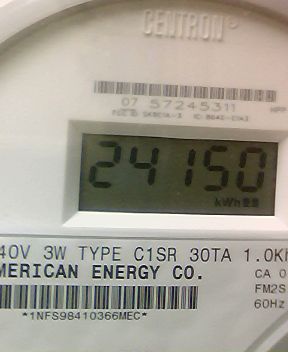 CENTRON
07 57245311
24150
kWh
40V 3W TYPE C1SR 30TA 1.0Kh
MERICAN ENERGY CO.
CA 0
FM2S
60Hz
*1NFS98410366MEC*